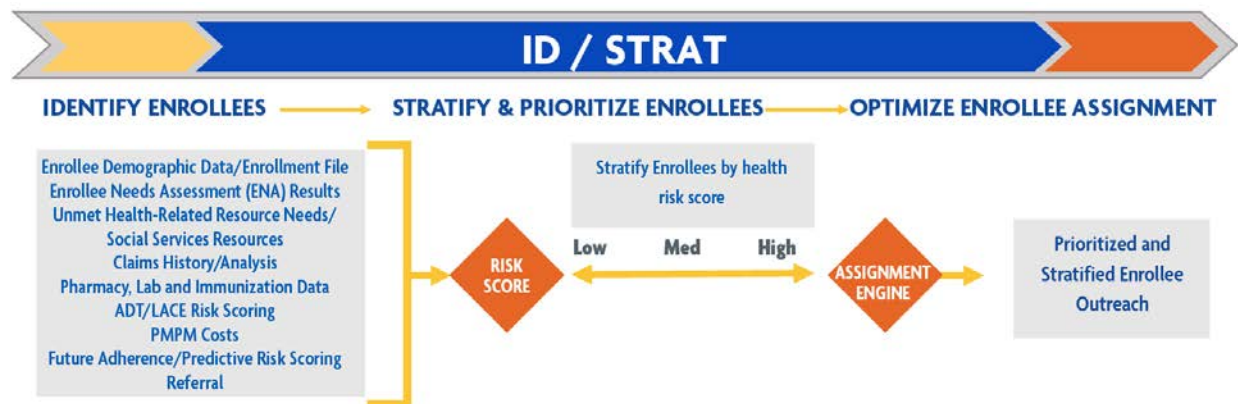 ID / STRAT
IDENTIFY ENROLLEES
STRATIFY & PRIORITIZE ENROLLEES
OPTIMIZE ENROLLEE ASSIGNMENT
Enrollee Demographic Data/Enrollment File
Enrollee Needs Assessment (ENA) Results
Unmet Health-Related Resource Needs/
Social Services Resources
Claims History/Analysis
Pharmacy, Lab and Immunization Data
ADT/LACE Risk Scoring
PMPM Costs
Future Adherence/Predictive Risk Scoring
Referral
RISK
SCORE
Stratify Enrollees by health
risk score
Low Med High
ASSIGNMENT
ENGINE
Prioritized and
Stratified Enrollee
Outreach